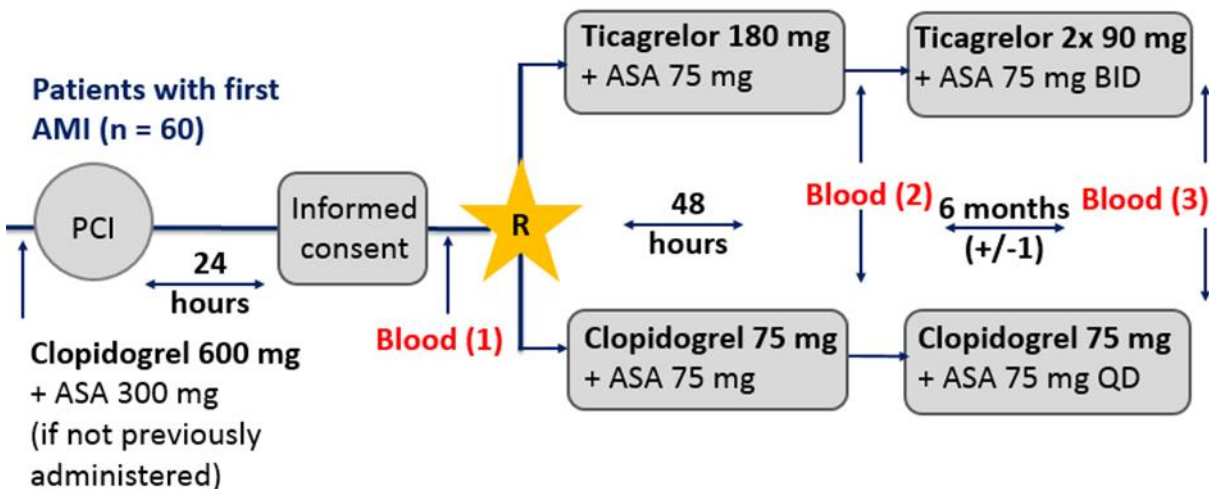 Patients with first
AMI (n = 60)
PCI
24
hours
Clopidogrel 600 mg
+ ASA 300 mg
(if not previously
administered)
Informed
consent
Blood (1)
R
Ticagrelor 180 mg
+ ASA 75 mg
Ticagrelor 2x 90 mg
+ ASA 75 mg BID
48
hours
Blood (2)
6 months
(+/-1)
Blood (3)
Clopidogrel 75 mg
+ ASA 75 mg
Clopidogrel 75 mg
+ ASA 75 mg QD